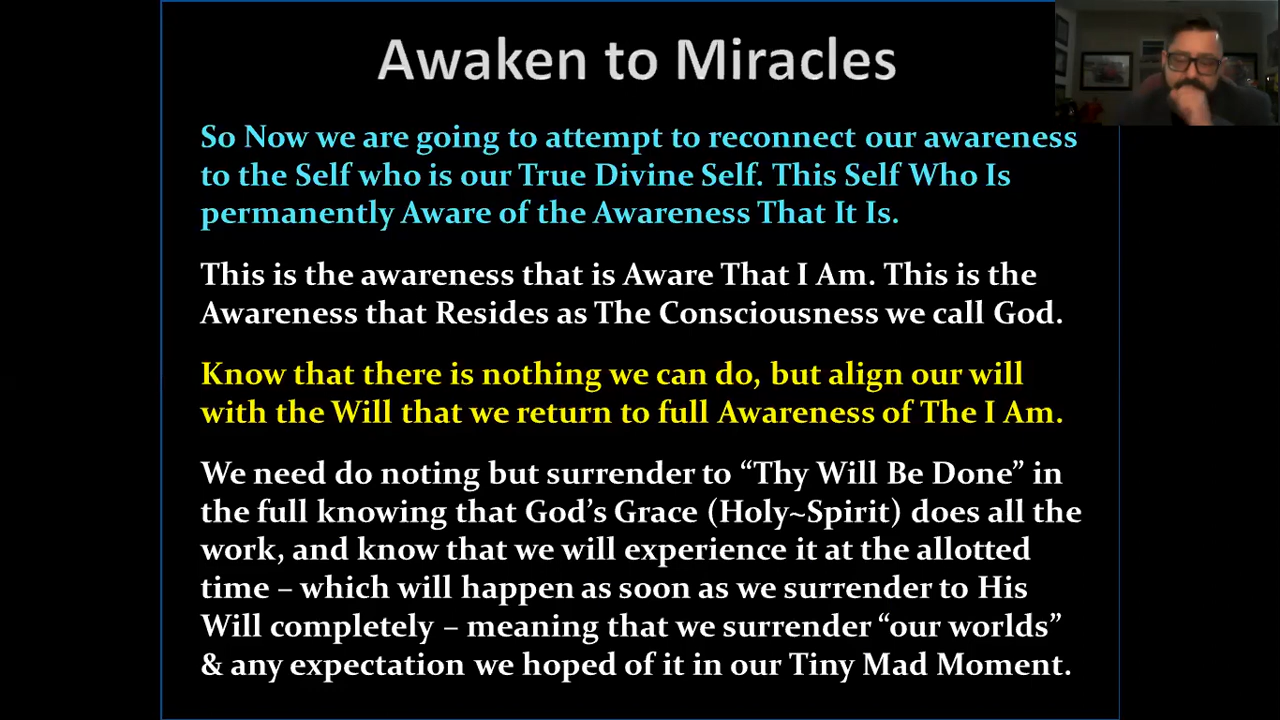 Awaken to Miracles
So Now we are going to attempt to reconnect our awareness
to the Self who is our True Divine Self. This Self Who Is
permanently Aware of the Awareness That It Is.
This is the awareness that is Aware That I Am. This is the
Awareness that Resides as The Consciousness we call God.
Know that there is nothing we can do, but align our will
with the Will that we return to full Awareness of The I Am.
We need do noting but surrender to “Thy Will Be Done” in
the full knowing that God’s Grace (Holy~Spirit) does all the
work, and know that we will experience it at the allotted
time – which will happen as soon as we surrender to His
Will completely – meaning that we surrender “our worlds”
& any expectation we hoped of it in our Tiny Mad Moment.